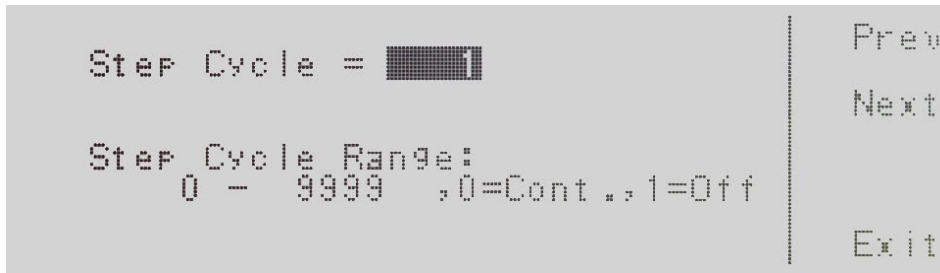 Step Cycle = 1
Step Cycle Range:
0 - 9999 ,0=Cont.,1=Off
Prev
Next
Exit